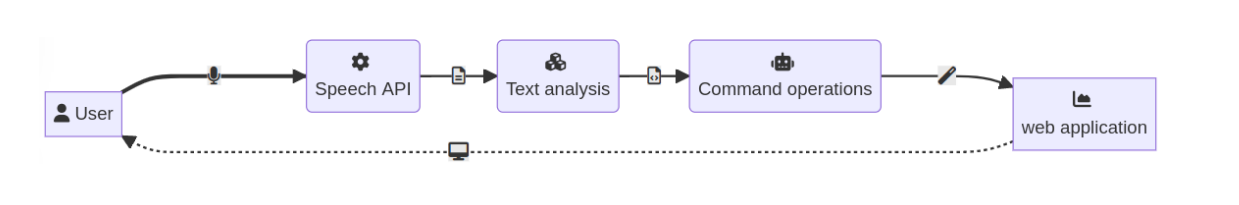 User
Speech API
Text analysis
Command operations
web application